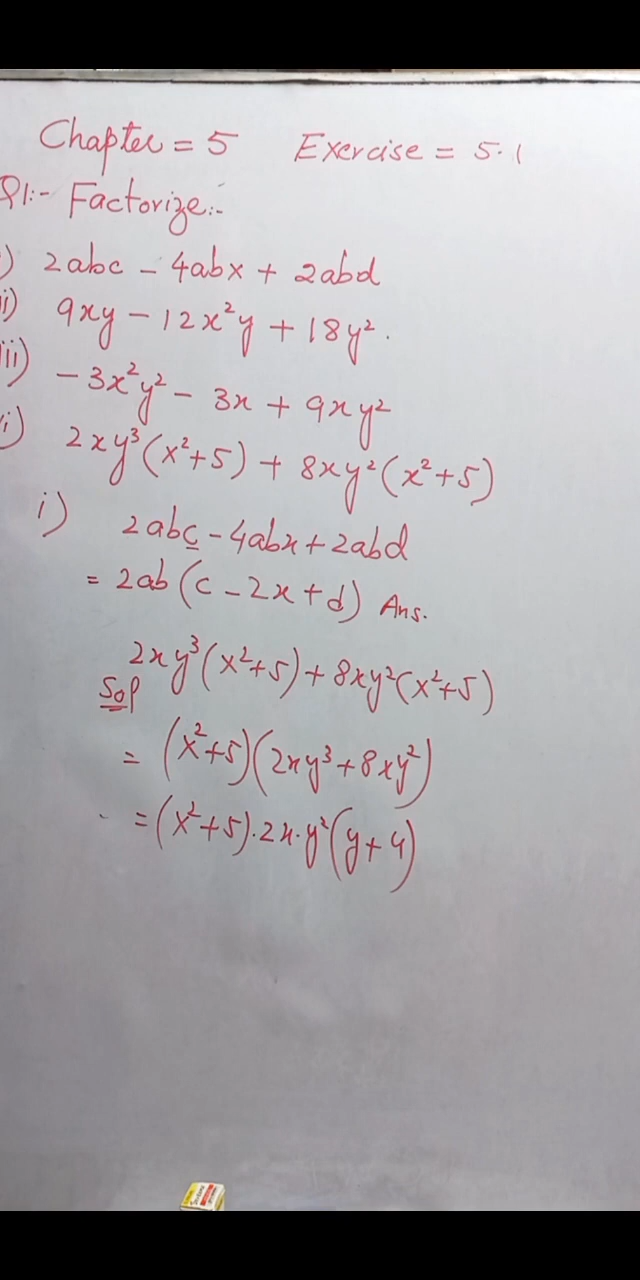 Chapter = 5 Exercise = 5.1
Q1:- Factorize:-
) 2abc - 4abx + 2abd
ii) 9xy - 12x²y + 18y².
iii) - 3x²y² - 3x + 9xy²
i) 2xy³(x²+5) + 8xy²(x²+5)
i) 2abc - 4abx + 2abd
= 2ab (c - 2x + d) Ans.
2xy³(x²+5) + 8xy²(x²+5)
Sol
= (x²+5)(2xy³+8xy²)
= (x²+5).2x.y²(y+4)